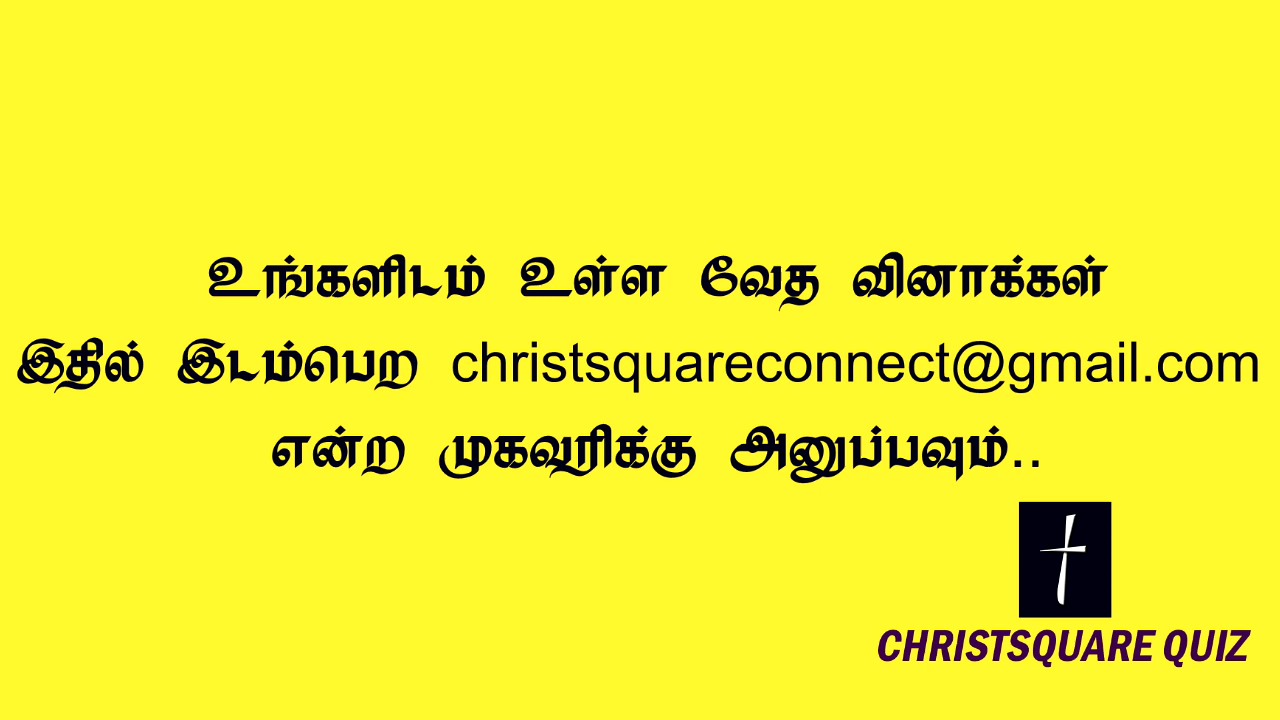 உங்களிடம் உள்ள வேத வினாக்கள்
இதில் இடம்பெற christsquareconnect@gmail.com
என்ற முகவரிக்கு அனுப்பவும்..
CHRISTSQUARE QUIZ